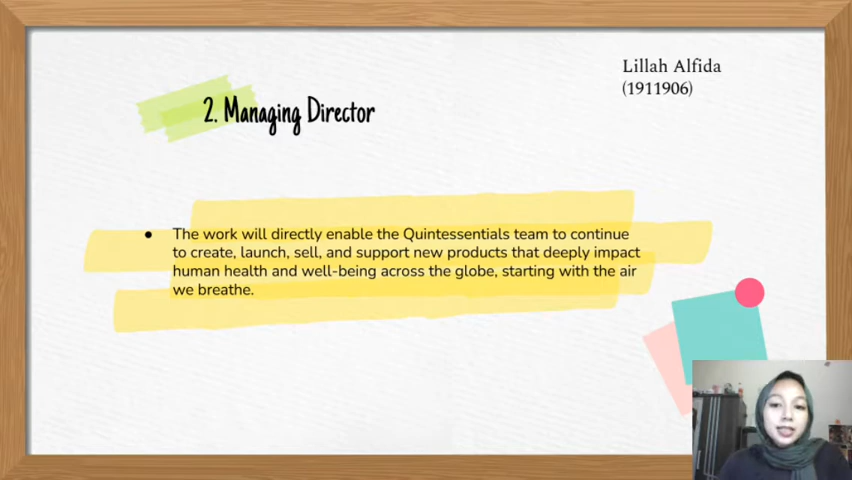 Lillah Alfida
(1911906)
2. Managing Director
● The work will directly enable the Quintessentials team to continue
to create, launch, sell, and support new products that deeply impact
human health and well-being across the globe, starting with the air
we breathe.